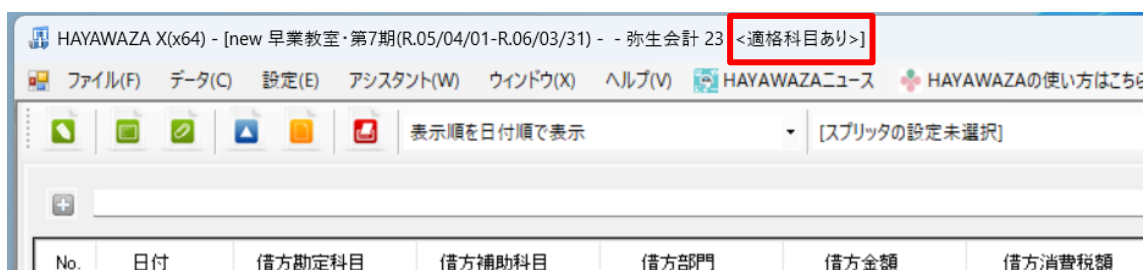 HAYAWAZA X(x64) - [new 早業教室・第7期(R.05/04/01-R.06/03/31) - - 弥生会計 23 <適格科目あり>]
ファイル(F) データ(C) 設定(E) アシスタント(W) ウィンドウ(X) ヘルプ(V) HAYAWAZAニュース HAYAWAZAの使い方はこちら
表示順を日付順で表示 [スプリッタの設定未選択]
No. 日付 借方勘定科目 借方補助科目 借方部門 借方金額 借方消費税額